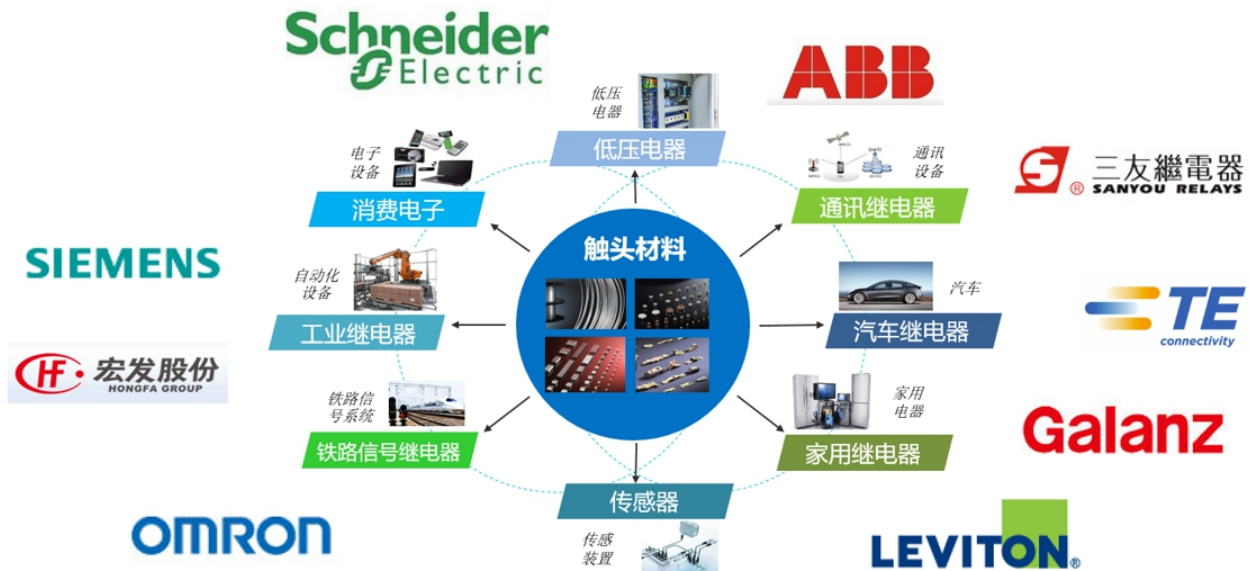 Schneider
Electric
ABB
低压
电器
低压电器
电子
设备
消费电子
通讯
设备
通讯继电器
S ® 三友繼電器
SANYOU RELAYS
触头材料
SIEMENS
自动化
设备
工业继电器
汽车
汽车继电器
TE
connectivity
HF 宏发股份
HONGFA GROUP
铁路信
号系统
铁路信号继电器
家用
电器
家用继电器
Galanz
传感器
传感
装置
OMRON
LEVITON®